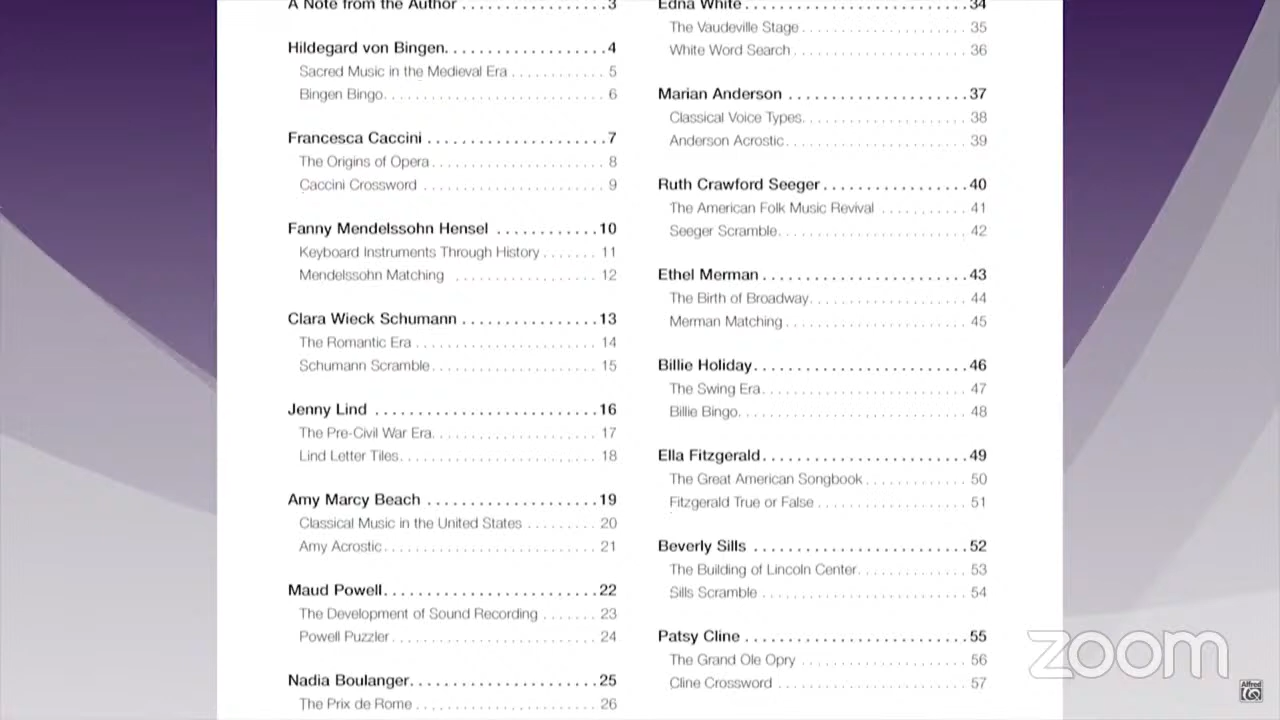 A Note from the Author . . . . . . . . . . . . . . . . . 3
Hildegard von Bingen. . . . . . . . . . . . . . . . . . 4
Sacred Music in the Medieval Era . . . . . . . . . . 5
Bingen Bingo. . . . . . . . . . . . . . . . . . . . . . . . 6
Francesca Caccini . . . . . . . . . . . . . . . . . . . . 7
The Origins of Opera . . . . . . . . . . . . . . . . . . . 8
Caccini Crossword . . . . . . . . . . . . . . . . . . . . 9
Fanny Mendelssohn Hensel . . . . . . . . . . . . 10
Keyboard Instruments Through History . . . . . . . 11
Mendelssohn Matching . . . . . . . . . . . . . . . . 12
Clara Wieck Schumann . . . . . . . . . . . . . . . . 13
The Romantic Era . . . . . . . . . . . . . . . . . . . . 14
Schumann Scramble . . . . . . . . . . . . . . . . . . 15
Jenny Lind . . . . . . . . . . . . . . . . . . . . . . . . . 16
The Pre-Civil War Era. . . . . . . . . . . . . . . . . . 17
Lind Letter Tiles. . . . . . . . . . . . . . . . . . . . . . 18
Amy Marcy Beach . . . . . . . . . . . . . . . . . . . 19
Classical Music in the United States . . . . . . . . 20
Amy Acrostic . . . . . . . . . . . . . . . . . . . . . . . 21
Maud Powell. . . . . . . . . . . . . . . . . . . . . . . . 22
The Development of Sound Recording . . . . . . . 23
Powell Puzzler . . . . . . . . . . . . . . . . . . . . . . 24
Nadia Boulanger. . . . . . . . . . . . . . . . . . . . . 25
The Prix de Rome . . . . . . . . . . . . . . . . . . . . 26
Edna White . . . . . . . . . . . . . . . . . . . . . . . . 34
The Vaudeville Stage . . . . . . . . . . . . . . . . . . 35
White Word Search . . . . . . . . . . . . . . . . . . . 36
Marian Anderson . . . . . . . . . . . . . . . . . . . . 37
Classical Voice Types. . . . . . . . . . . . . . . . . . 38
Anderson Acrostic . . . . . . . . . . . . . . . . . . . . 39
Ruth Crawford Seeger . . . . . . . . . . . . . . . . . 40
The American Folk Music Revival . . . . . . . . . . 41
Seeger Scramble. . . . . . . . . . . . . . . . . . . . . 42
Ethel Merman . . . . . . . . . . . . . . . . . . . . . . . 43
The Birth of Broadway. . . . . . . . . . . . . . . . . . 44
Merman Matching . . . . . . . . . . . . . . . . . . . . 45
Billie Holiday. . . . . . . . . . . . . . . . . . . . . . . . 46
The Swing Era . . . . . . . . . . . . . . . . . . . . . . . 47
Billie Bingo. . . . . . . . . . . . . . . . . . . . . . . . . 48
Ella Fitzgerald. . . . . . . . . . . . . . . . . . . . . . . 49
The Great American Songbook . . . . . . . . . . . . 50
Fitzgerald True or False . . . . . . . . . . . . . . . . . 51
Beverly Sills . . . . . . . . . . . . . . . . . . . . . . . . 52
The Building of Lincoln Center. . . . . . . . . . . . . 53
Sills Scramble . . . . . . . . . . . . . . . . . . . . . . . 54
Patsy Cline . . . . . . . . . . . . . . . . . . . . . . . . . 55
The Grand Ole Opry . . . . . . . . . . . . . . . . . . . 56
Cline Crossword . . . . . . . . . . . . . . . . . . . . . 57
zoom
Alfred